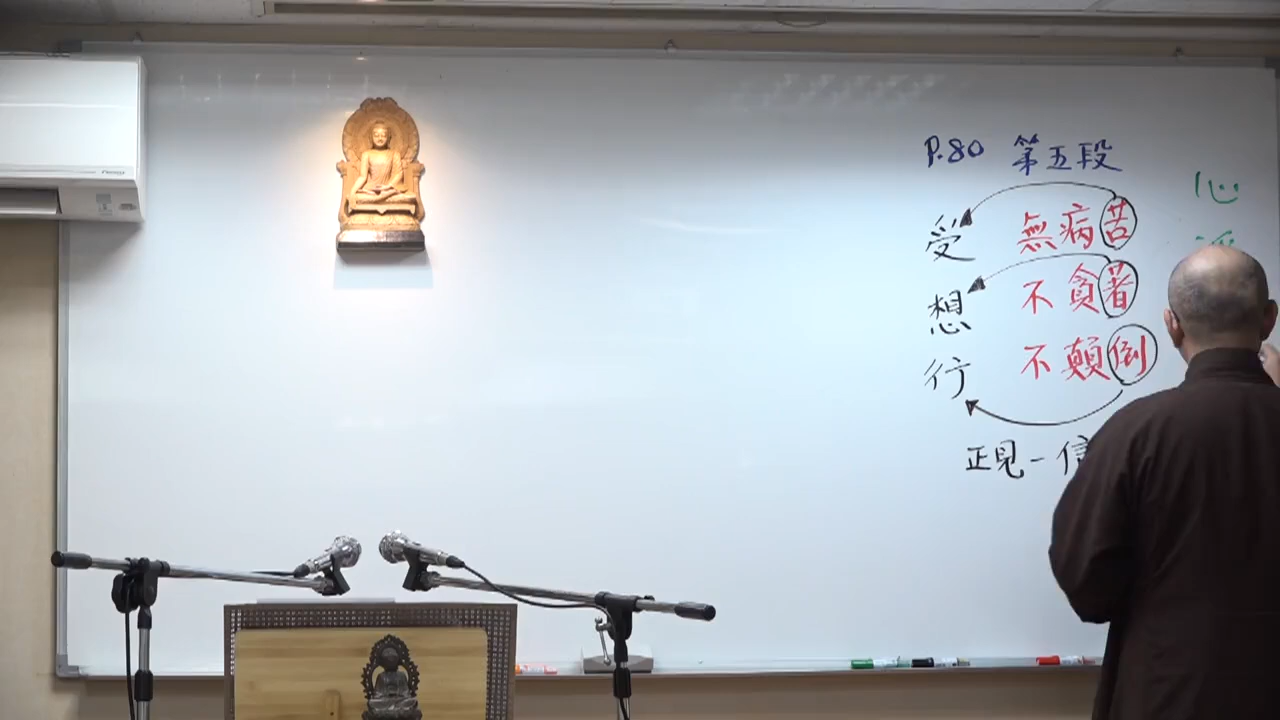 P.80 第五段
心
受 無病苦
想 不貪著
行 不顛倒
正見－信